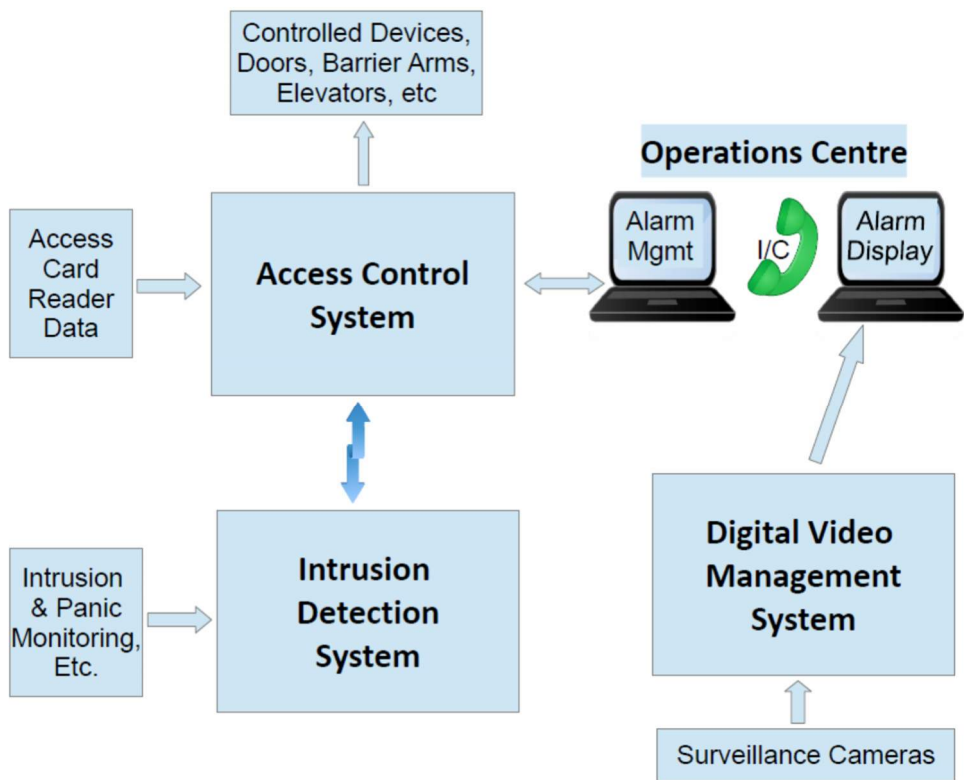 Controlled Devices,
Doors, Barrier Arms,
Elevators, etc
Operations Centre
Alarm
Mgmt
I/C
Alarm
Display
Access
Card
Reader
Data
Access Control
System
Intrusion
& Panic
Monitoring,
Etc.
Intrusion
Detection
System
Digital Video
Management
System
Surveillance Cameras